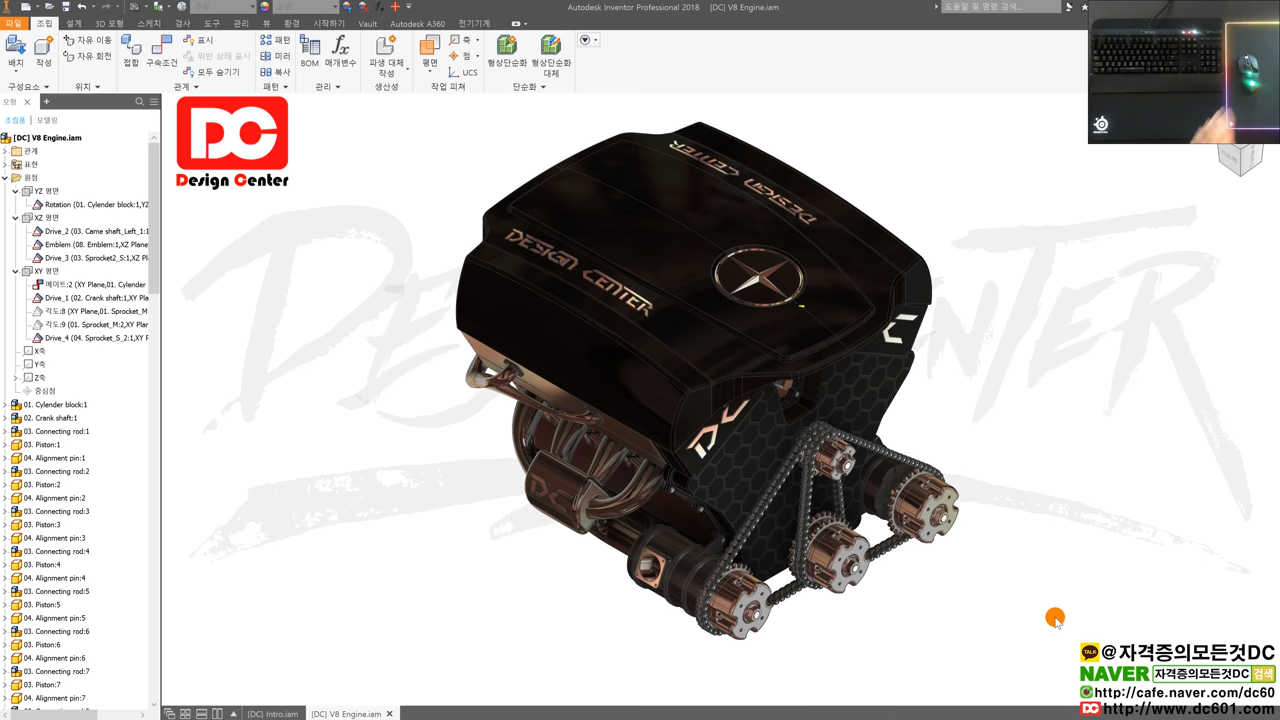 Autodesk Inventor Professional 2018 [DC] V8 Engine.iam
도움말 및 명령 검색...
파일 조립 설계 3D 모형 스케치 검사 도구 관리 뷰 환경 시작하기 Vault Autodesk A360 전기기계
배치
작성
자유 이동
자유 회전
접합
구속조건
표시
위반 상태 표시
모두 숨기기
패턴
미러
복사
BOM
매개변수
파생 대체
작성
평면
축
점
UCS
형상단순화
형상단순화
대체
구성요소
위치
관계
패턴
관리
생산성
작업 피쳐
단순화
모형
조립품 모델링
[DC] V8 Engine.iam
관계
표현
원점
YZ 평면
Rotation (01. Cylender block:1,YZ
XZ 평면
Drive_2 (03. Came shaft_Left_1:1
Emblem (08. Emblem:1,XZ Plane
Drive_3 (03. Sprocket2_S:1,XZ Pl
XY 평면
메이트:2 (XY Plane,01. Cylender
Drive_1 (02. Crank shaft:1,XY Pla
각도:8 (XY Plane,01. Sprocket_M
각도:9 (01. Sprocket_M:2,XY Plan
Drive_4 (04. Sprocket_S_2:1,XY P
X축
Y축
Z축
중심점
01. Cylender block:1
02. Crank shaft:1
03. Connecting rod:1
03. Piston:1
04. Alignment pin:1
03. Connecting rod:2
03. Piston:2
04. Alignment pin:2
03. Connecting rod:3
03. Piston:3
04. Alignment pin:3
03. Connecting rod:4
03. Piston:4
04. Alignment pin:4
03. Connecting rod:5
03. Piston:5
04. Alignment pin:5
03. Connecting rod:6
03. Piston:6
04. Alignment pin:6
03. Connecting rod:7
03. Piston:7
04. Alignment pin:7
DC
Design Center
DESIGN CENTER
DESIGN CENTER
DESIGN CENTER
DC
TALK @자격증의모든것DC
NAVER 자격증의모든것DC 검색
http://cafe.naver.com/dc60
DC http://www.dc601.com
[DC] Intro.iam
[DC] V8 Engine.iam